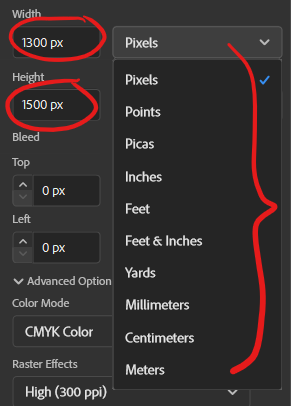 Width
1300 px
Pixels
Height
1500 px
Bleed
Top
0 px
Left
0 px
Advanced Option
Color Mode
CMYK Color
Raster Effects
High (300 ppi)
Pixels
Points
Picas
Inches
Feet
Feet & Inches
Yards
Millimeters
Centimeters
Meters